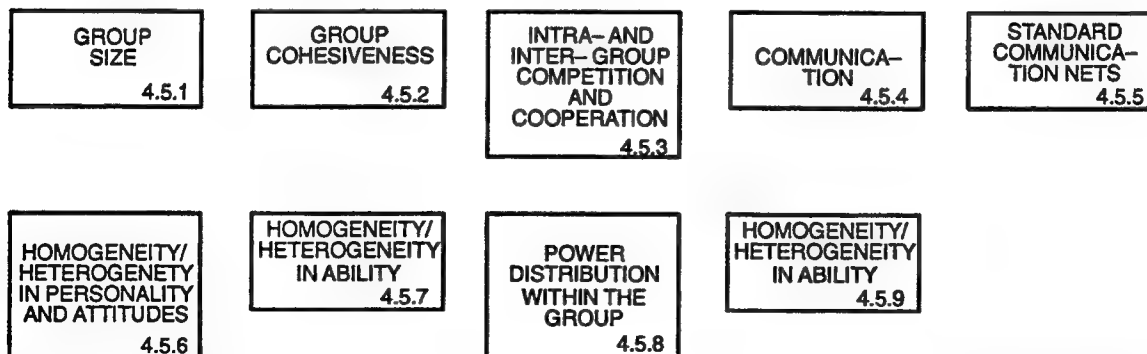 GROUP
SIZE
4.5.1
GROUP
COHESIVENESS
4.5.2
INTRA– AND
INTER– GROUP
COMPETITION
AND
COOPERATION
4.5.3
COMMUNICA–
TION
4.5.4
STANDARD
COMMUNICA–
TION NETS
4.5.5
HOMOGENEITY/
HETEROGENETY
IN PERSONALITY
AND ATTITUDES
4.5.6
HOMOGENEITY/
HETEROGENEITY
IN ABILITY
4.5.7
POWER
DISTRIBUTION
WITHIN THE
GROUP
4.5.8
HOMOGENEITY/
HETEROGENEITY
IN ABILITY
4.5.9